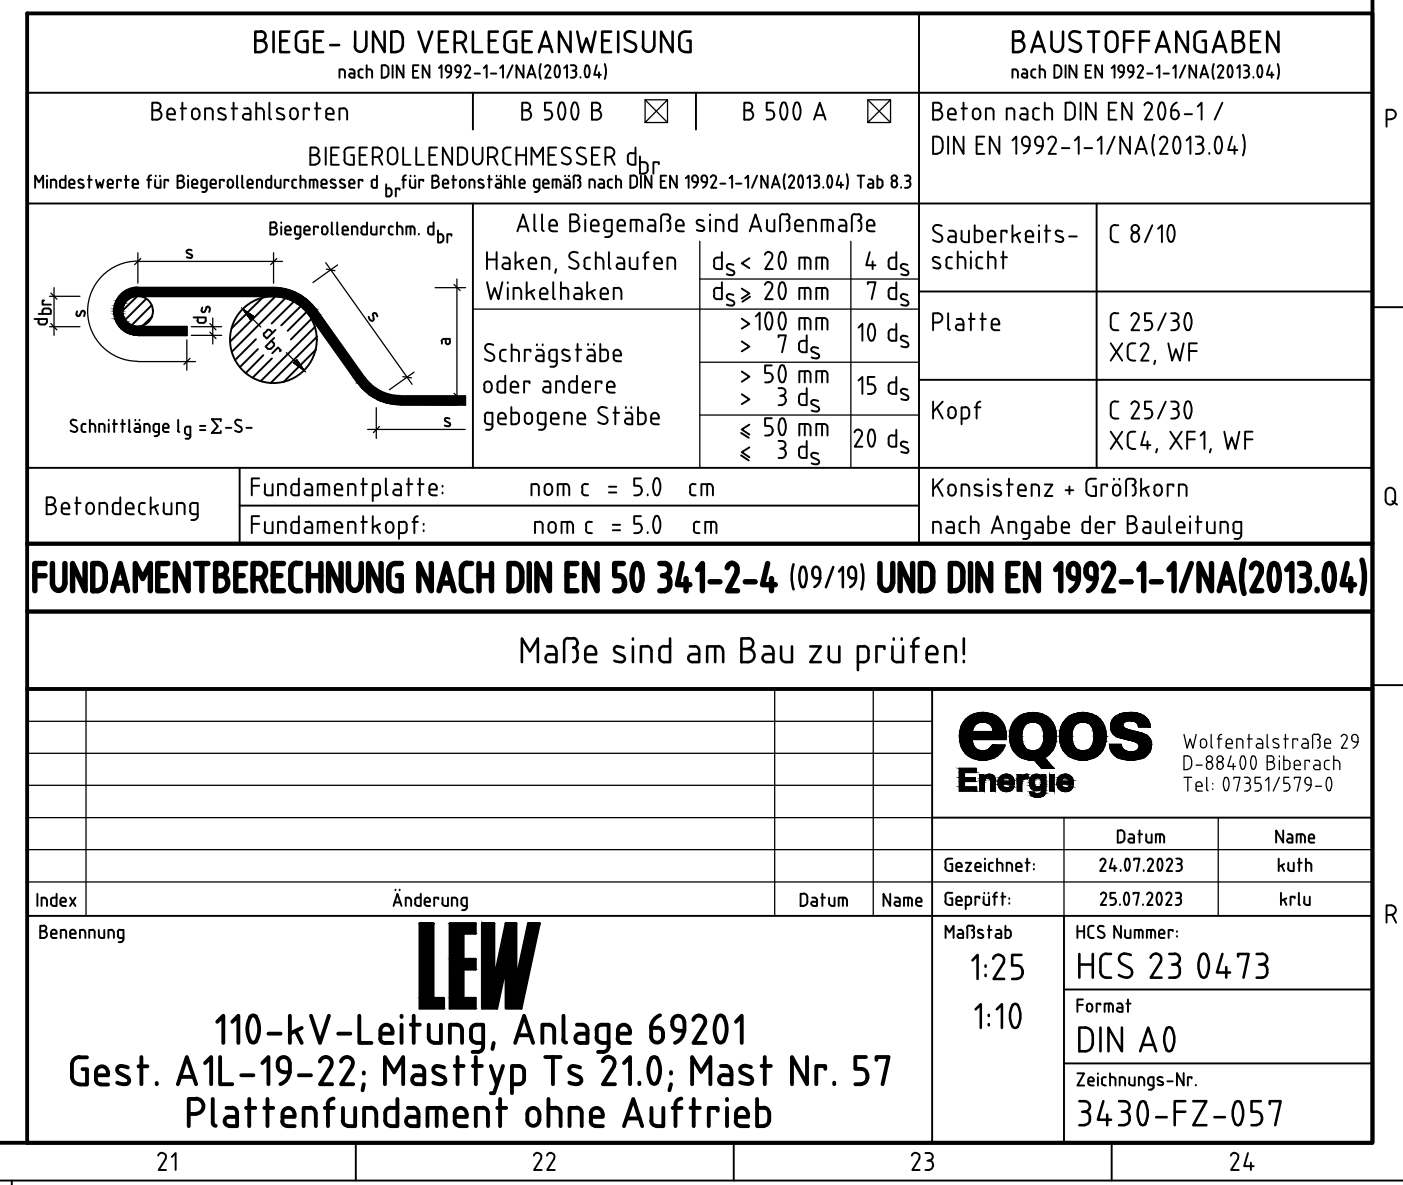 BIEGE- UND VERLEGEANWEISUNG
nach DIN EN 1992-1-1/NA(2013.04)
BAUSTOFFANGABEN
nach DIN EN 1992-1-1/NA(2013.04)
Betonstahlsorten B 500 B ☒ B 500 A ☒
BIEGEROLLENDURCHMESSER dbr
Mindestwerte für Biegerollendurchmesser d br für Betonstähle gemäß nach DIN EN 1992-1-1/NA(2013.04) Tab 8.3
Beton nach DIN EN 206-1 /
DIN EN 1992-1-1/NA(2013.04)
P
Biegerollendurchm. dbr
s
dbr
s
ds
dbr
s
a
s
Schnittlänge lg =Σ-S-
Alle Biegemaße sind Außenmaße
Haken, Schlaufen ds< 20 mm 4 ds
Winkelhaken ds⩾ 20 mm 7 ds
Schrägstäbe
oder andere
gebogene Stäbe
>100 mm
> 7 ds
10 ds
> 50 mm
> 3 ds
15 ds
⩽ 50 mm
⩽ 3 ds
20 ds
Sauberkeits-
schicht
C 8/10
Platte
C 25/30
XC2, WF
Kopf
C 25/30
XC4, XF1, WF
Betondeckung
Fundamentplatte: nom c = 5.0 cm
Fundamentkopf: nom c = 5.0 cm
Konsistenz + Größkorn
nach Angabe der Bauleitung
Q
FUNDAMENTBERECHNUNG NACH DIN EN 50 341-2-4 (09/19) UND DIN EN 1992-1-1/NA(2013.04)
Maße sind am Bau zu prüfen!
eqos
Energie
Wolfentalstraße 29
D-88400 Biberach
Tel: 07351/579-0
Datum Name
Gezeichnet: 24.07.2023 kuth
Geprüft: 25.07.2023 krlu
Index Änderung Datum Name
R
Benennung
LEW
110-kV-Leitung, Anlage 69201
Gest. A1L-19-22; Masttyp Ts 21.0; Mast Nr. 57
Plattenfundament ohne Auftrieb
Maßstab
1:25
1:10
HCS Nummer:
HCS 23 0473
Format
DIN A0
Zeichnungs-Nr.
3430-FZ-057
21 22 23 24